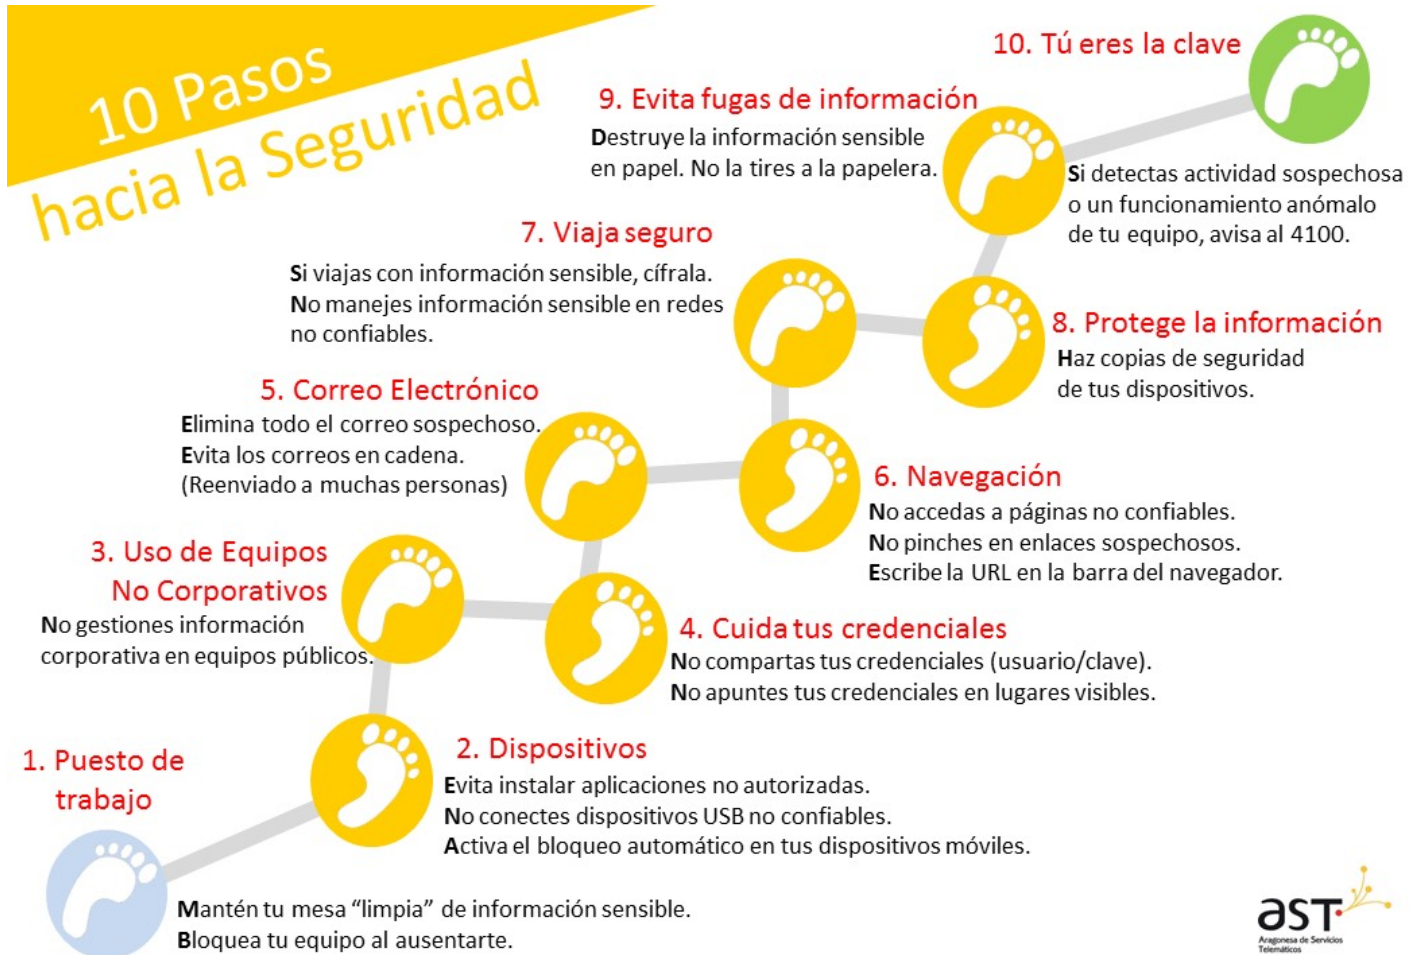 10 Pasos
hacia la Seguridad
1. Puesto de
trabajo
Mantén tu mesa “limpia” de información sensible.
Bloquea tu equipo al ausentarte.
2. Dispositivos
Evita instalar aplicaciones no autorizadas.
No conectes dispositivos USB no confiables.
Activa el bloqueo automático en tus dispositivos móviles.
3. Uso de Equipos
No Corporativos
No gestiones información
corporativa en equipos públicos.
4. Cuida tus credenciales
No compartas tus credenciales (usuario/clave).
No apuntes tus credenciales en lugares visibles.
5. Correo Electrónico
Elimina todo el correo sospechoso.
Evita los correos en cadena.
(Reenviado a muchas personas)
6. Navegación
No accedas a páginas no confiables.
No pinches en enlaces sospechosos.
Escribe la URL en la barra del navegador.
7. Viaja seguro
Si viajas con información sensible, cífrala.
No manejes información sensible en redes
no confiables.
8. Protege la información
Haz copias de seguridad
de tus dispositivos.
9. Evita fugas de información
Destruye la información sensible
en papel. No la tires a la papelera.
10. Tú eres la clave
Si detectas actividad sospechosa
o un funcionamiento anómalo
de tu equipo, avisa al 4100.
aST
Aragonesa de Servicios
Telemáticos